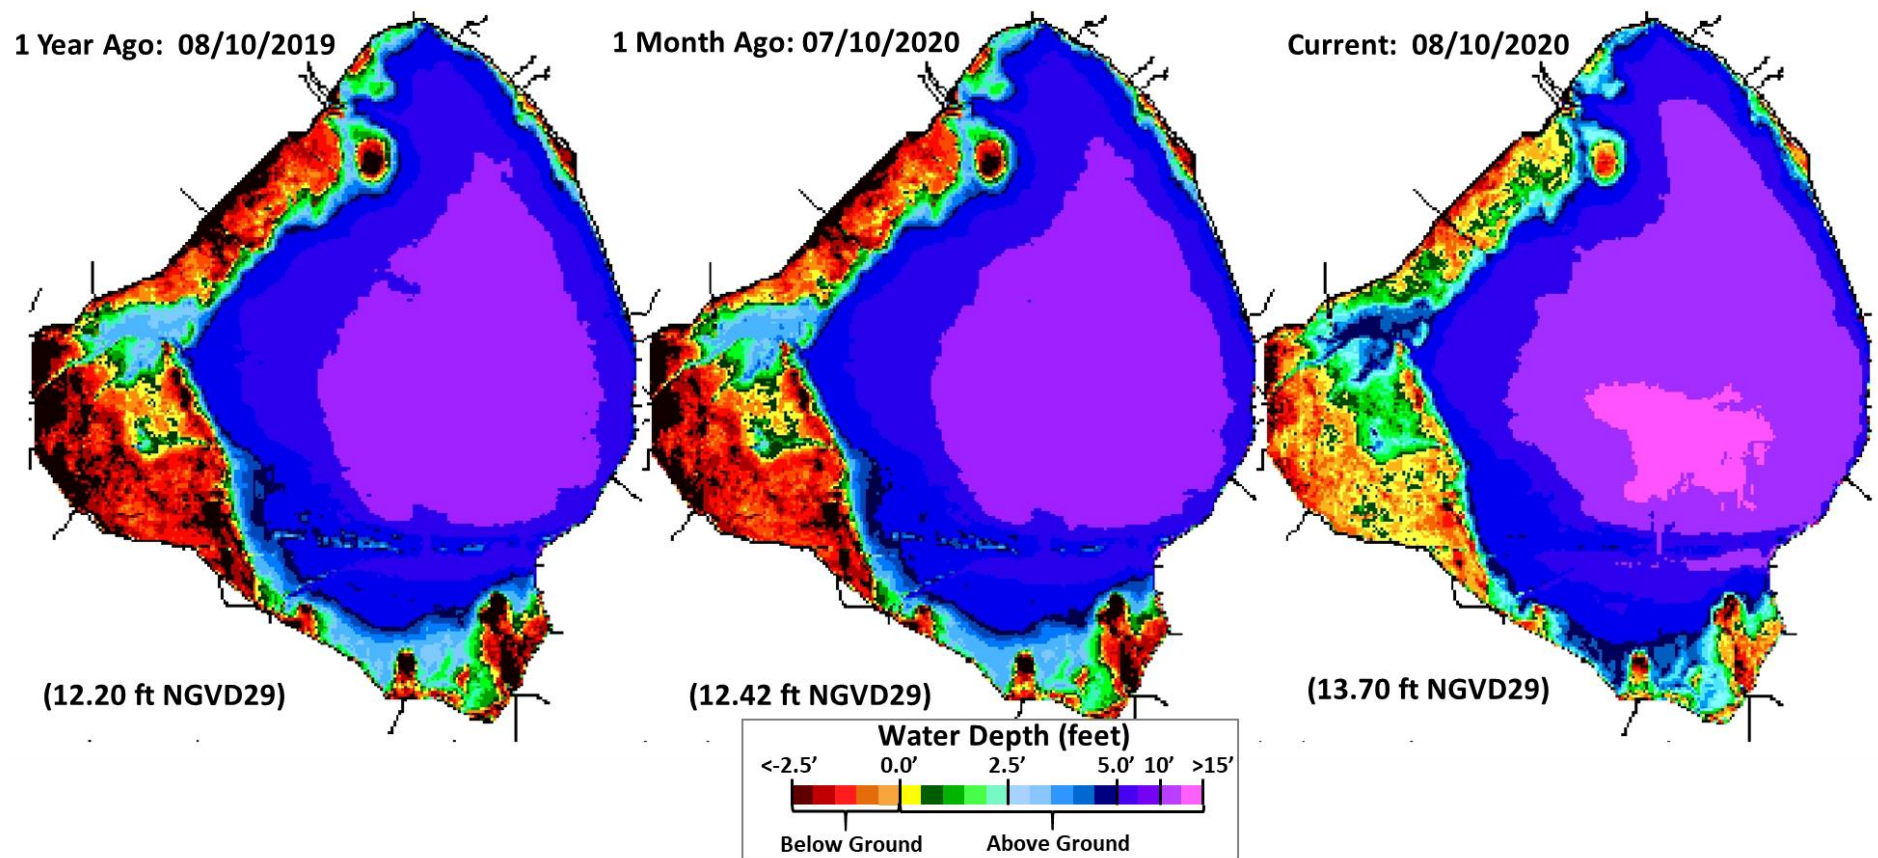 1 Year Ago:  08/10/2019
1 Month Ago: 07/10/2020
Current:  08/10/2020
(12.20 ft NGVD29)
(12.42 ft NGVD29)
(13.70 ft NGVD29)
Water Depth (feet)
<-2.5’ 0.0’ 2.5’ 5.0’ 10’ >15’
Below Ground Above Ground